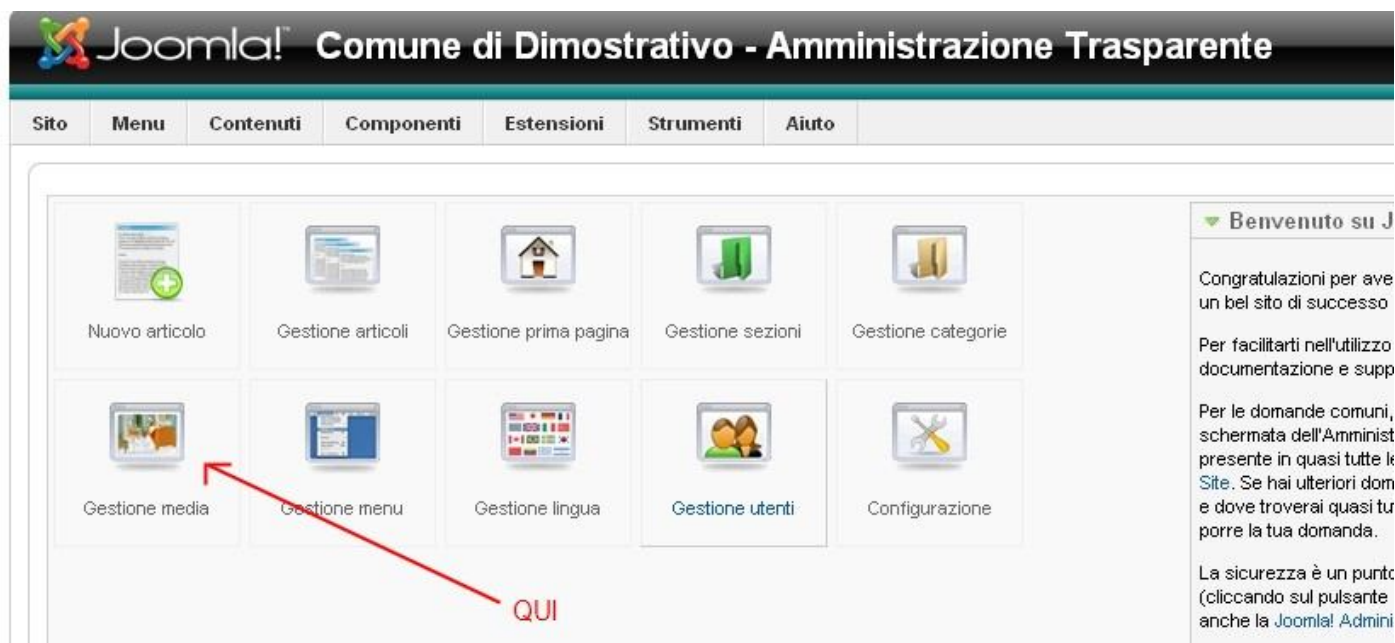 Joomla! Comune di Dimostrativo - Amministrazione Trasparente
Sito Menu Contenuti Componenti Estensioni Strumenti Aiuto
Nuovo articolo Gestione articoli Gestione prima pagina Gestione sezioni Gestione categorie
Gestione media Gestione menu Gestione lingua Gestione utenti Configurazione
QUI
Benvenuto su J
Congratulazioni per ave
un bel sito di successo
Per facilitarti nell'utilizzo
documentazione e supp
Per le domande comuni,
schermata dell'Amminist
presente in quasi tutte le
Site. Se hai ulteriori dom
e dove troverai quasi tu
porre la tua domanda.
La sicurezza è un punto
(cliccando sul pulsante
anche la Joomla! Admini